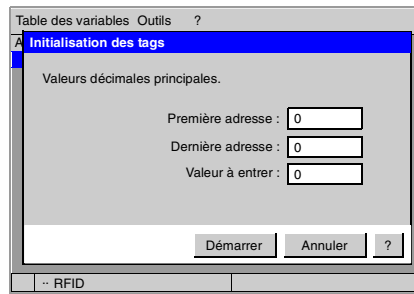 Table des variables Outils ?
A
Initialisation des tags
Valeurs décimales principales.
Première adresse : 0
Dernière adresse : 0
Valeur à entrer : 0
Démarrer Annuler ?
·· RFID